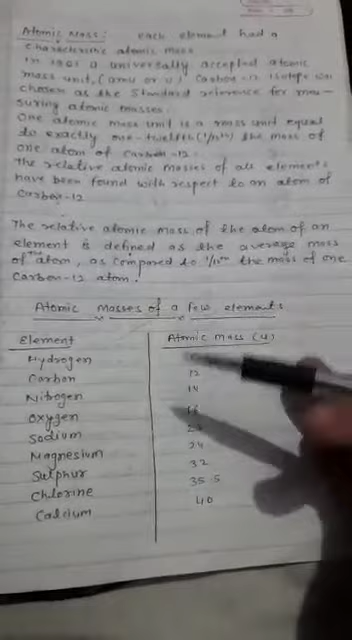 Atomic Mass: each element had a
characteristic atomic mass
In 1961 a universally accepted atomic
mass unit, (amu or u) Carbon-12 isotope was
chosen as the Standard reference for mea-
suring atomic masses.
One atomic mass unit is a mass unit equal
to exactly one-twelfth (1/12th) the mass of
one atom of Carbon-12.
The relative atomic masses of all elements
have been found with respect to an atom of
Carbon-12
The relative atomic mass of the atom of an
element is defined as the average mass
of the atom, as compared to 1/12th the mass of one
Carbon-12 atom.
Atomic Masses of a few elements
Element Atomic mass (u)
Hydrogen
Carbon 12
Nitrogen 14
Oxygen 16
Sodium
Magnesium 24
Sulphur 32
Chlorine 35.5
Calcium 40